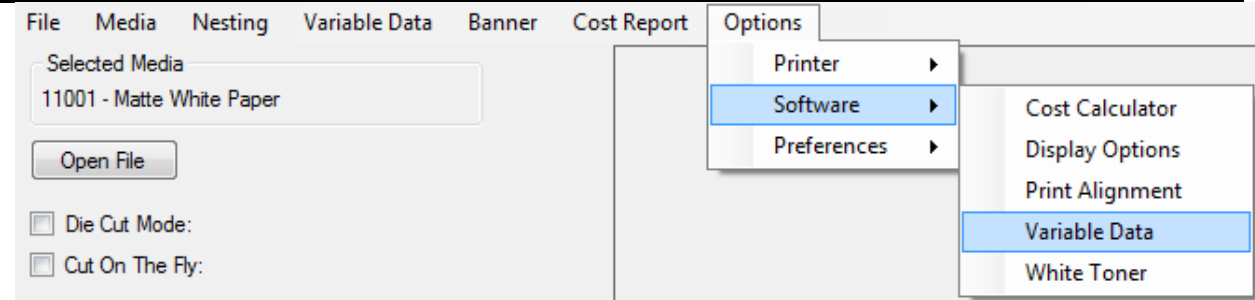 File Media Nesting Variable Data Banner Cost Report Options
Selected Media
11001 - Matte White Paper
Open File
Die Cut Mode:
Cut On The Fly:
Printer
Software
Preferences
Cost Calculator
Display Options
Print Alignment
Variable Data
White Toner